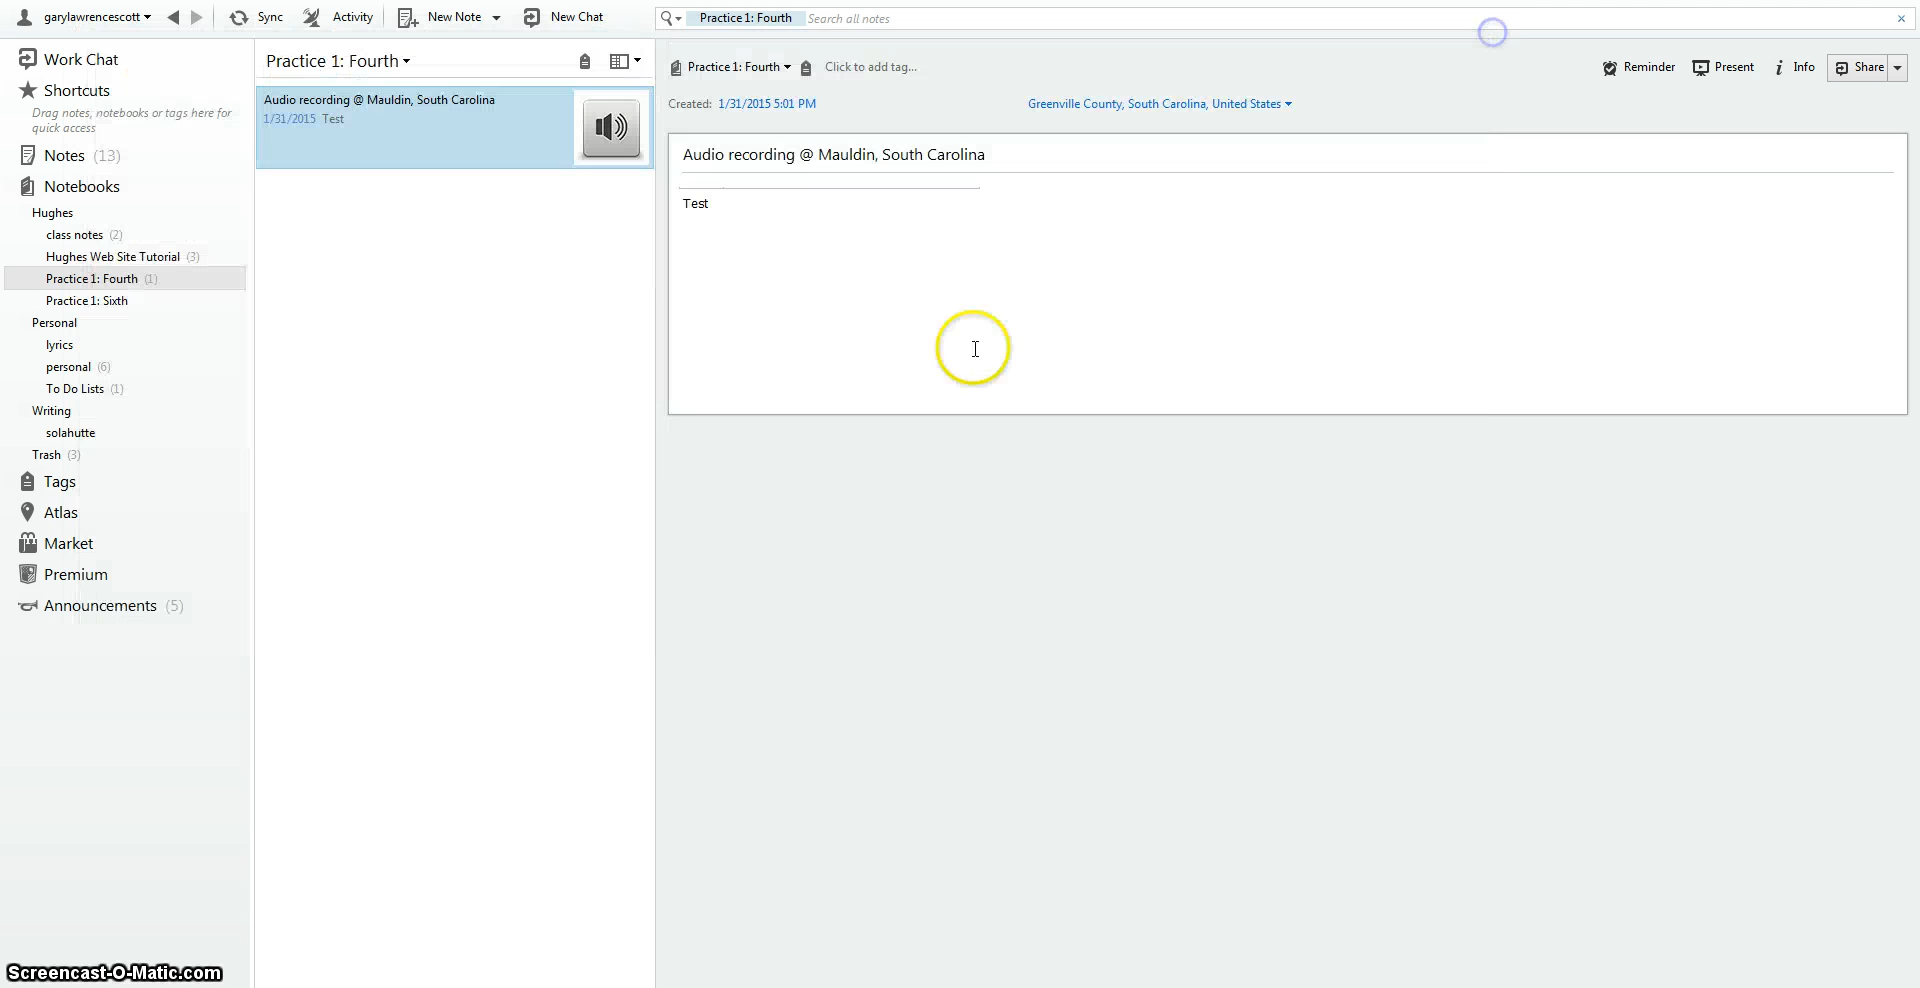 garylawrencescott
Sync
Activity
New Note
New Chat
Practice 1: Fourth
Search all notes
Work Chat
Shortcuts
Drag notes, notebooks or tags here for
quick access
Notes (13)
Notebooks
Hughes
class notes (2)
Hughes Web Site Tutorial (3)
Practice 1: Fourth (1)
Practice 1: Sixth
Personal
lyrics
personal (6)
To Do Lists (1)
Writing
solahutte
Trash (3)
Tags
Atlas
Market
Premium
Announcements (5)
Practice 1: Fourth
Audio recording @ Mauldin, South Carolina
1/31/2015 Test
Practice 1: Fourth
Click to add tag...
Reminder
Present
Info
Share
Created: 1/31/2015 5:01 PM
Greenville County, South Carolina, United States
Audio recording @ Mauldin, South Carolina
Test
Screencast-O-Matic.com